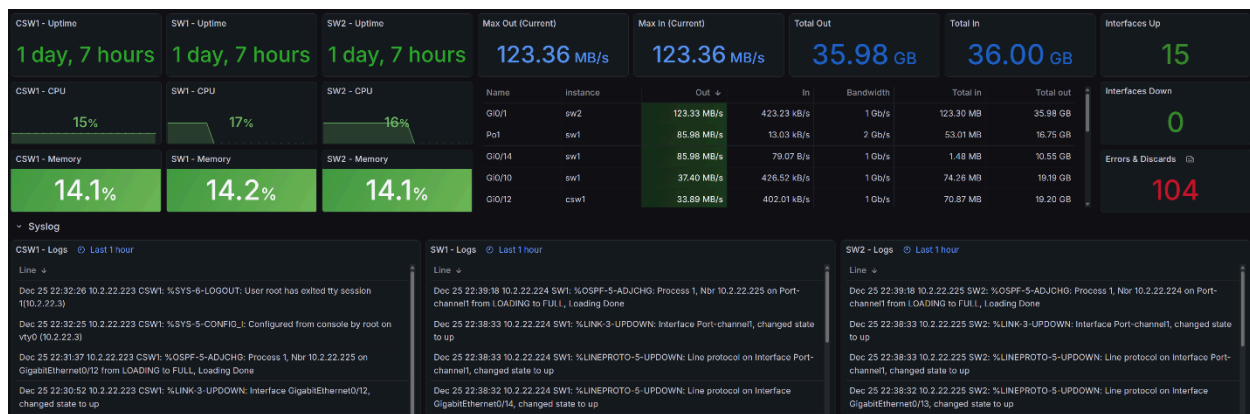 CSW1 - Uptime
1 day, 7 hours
SW1 - Uptime
1 day, 7 hours
SW2 - Uptime
1 day, 7 hours
Max Out (Current)
123.36 MB/s
Max In (Current)
123.36 MB/s
Total Out
35.98 GB
Total In
36.00 GB
Interfaces Up
15
CSW1 - CPU
15%
SW1 - CPU
17%
SW2 - CPU
16%
CSW1 - Memory
14.1%
SW1 - Memory
14.2%
SW2 - Memory
14.1%
Name instance Out ↓ In Bandwidth Total in Total out
Gi0/1 sw2 123.33 MB/s 423.23 kB/s 1 Gb/s 123.30 MB 35.98 GB
Po1 sw1 85.98 MB/s 13.03 kB/s 2 Gb/s 53.01 MB 16.75 GB
Gi0/14 sw1 85.98 MB/s 79.07 B/s 1 Gb/s 1.48 MB 10.55 GB
Gi0/10 sw1 37.40 MB/s 426.52 kB/s 1 Gb/s 74.26 MB 19.19 GB
Gi0/12 csw1 33.89 MB/s 402.01 kB/s 1 Gb/s 70.87 MB 19.20 GB
Interfaces Down
0
Errors & Discards
104
Syslog
CSW1 - Logs Last 1 hour
Line ↓
Dec 25 22:32:26 10.2.22.223 CSW1: %SYS-6-LOGOUT: User root has exited tty session
1(10.2.22.3)
Dec 25 22:32:25 10.2.22.223 CSW1: %SYS-5-CONFIG_I: Configured from console by root on
vty0 (10.2.22.3)
Dec 25 22:31:37 10.2.22.223 CSW1: %OSPF-5-ADJCHG: Process 1, Nbr 10.2.22.225 on
GigabitEthernet0/12 from LOADING to FULL, Loading Done
Dec 25 22:30:52 10.2.22.223 CSW1: %LINK-3-UPDOWN: Interface GigabitEthernet0/12,
changed state to up
SW1 - Logs Last 1 hour
Line ↓
Dec 25 22:39:18 10.2.22.224 SW1: %OSPF-5-ADJCHG: Process 1, Nbr 10.2.22.225 on Port-
channel1 from LOADING to FULL, Loading Done
Dec 25 22:38:33 10.2.22.224 SW1: %LINK-3-UPDOWN: Interface Port-channel1, changed state
to up
Dec 25 22:38:33 10.2.22.224 SW1: %LINEPROTO-5-UPDOWN: Line protocol on Interface Port-
channel1, changed state to up
Dec 25 22:38:32 10.2.22.224 SW1: %LINEPROTO-5-UPDOWN: Line protocol on Interface
GigabitEthernet0/14, changed state to up
SW2 - Logs Last 1 hour
Line ↓
Dec 25 22:39:18 10.2.22.225 SW2: %OSPF-5-ADJCHG: Process 1, Nbr 10.2.22.224 on Port-
channel1 from LOADING to FULL, Loading Done
Dec 25 22:38:33 10.2.22.225 SW2: %LINK-3-UPDOWN: Interface Port-channel1, changed state
to up
Dec 25 22:38:33 10.2.22.225 SW2: %LINEPROTO-5-UPDOWN: Line protocol on Interface Port-
channel1, changed state to up
Dec 25 22:38:32 10.2.22.225 SW2: %LINEPROTO-5-UPDOWN: Line protocol on Interface
GigabitEthernet0/13, changed state to up